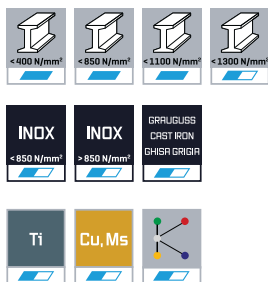 <400 N/mm²
<850 N/mm²
<1100 N/mm²
<1300 N/mm²
INOX
<850 N/mm²
INOX
>850 N/mm²
GRAUGUSS
CAST IRON
GHISA GRIGIA
Ti
Cu, Ms